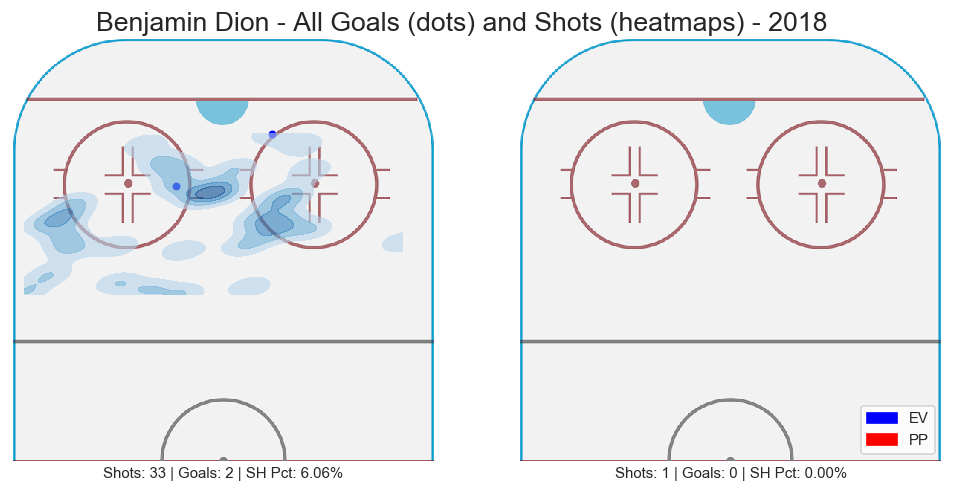 Benjamin Dion - All Goals (dots) and Shots (heatmaps) - 2018
EV
PP
Shots: 33 | Goals: 2 | SH Pct: 6.06%
Shots: 1 | Goals: 0 | SH Pct: 0.00%